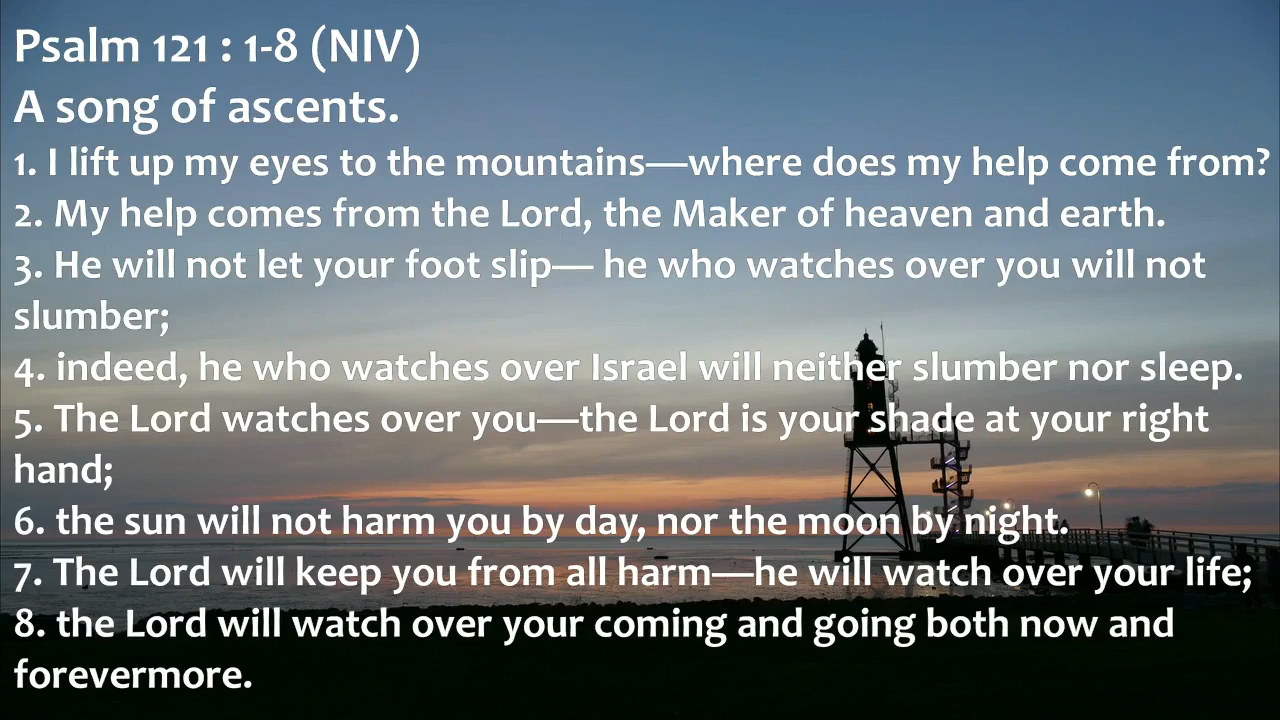 Psalm 121 : 1-8 (NIV)
A song of ascents.
1. I lift up my eyes to the mountains—where does my help come from?
2. My help comes from the Lord, the Maker of heaven and earth.
3. He will not let your foot slip— he who watches over you will not
slumber;
4. indeed, he who watches over Israel will neither slumber nor sleep.
5. The Lord watches over you—the Lord is your shade at your right
hand;
6. the sun will not harm you by day, nor the moon by night.
7. The Lord will keep you from all harm—he will watch over your life;
8. the Lord will watch over your coming and going both now and
forevermore.